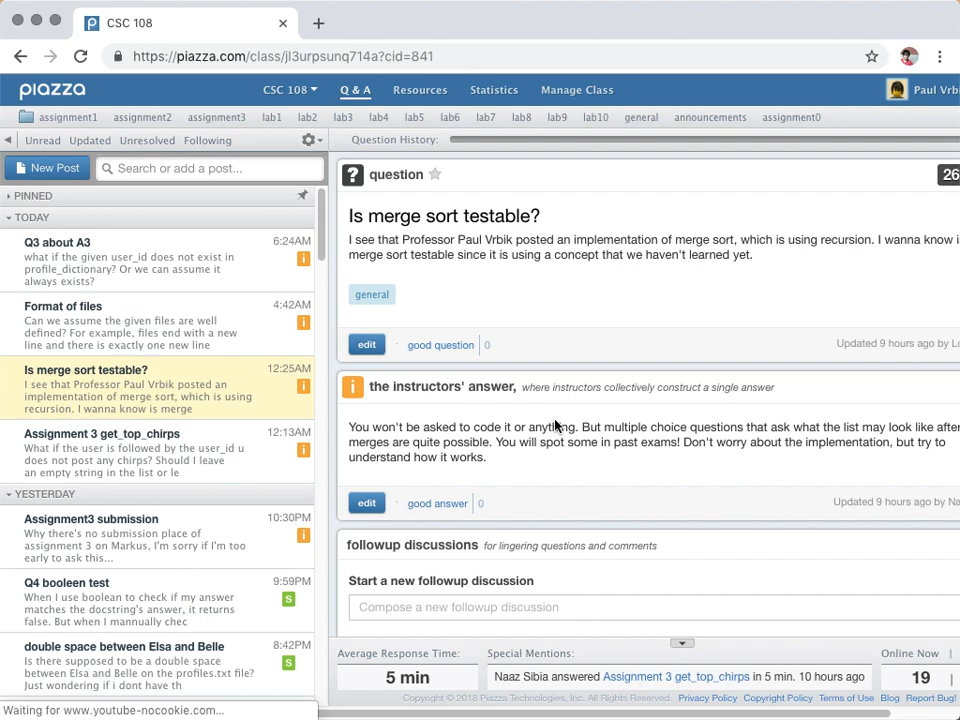 CSC 108
https://piazza.com/class/jl3urpsunq714a?cid=841
piazza
CSC 108 Q & A Resources Statistics Manage Class Paul Vrbi
assignment1 assignment2 assignment3 lab1 lab2 lab3 lab4 lab5 lab6 lab7 lab8 lab9 lab10 general announcements assignment0
Unread Updated Unresolved Following Question History:
New Post Search or add a post...
PINNED
TODAY
Q3 about A3 6:24AM
what if the given user_id does not exist in
profile_dictionary? Or we can assume it
always exists?
Format of files 4:42AM
Can we assume the given files are well
defined? For example, files end with a new
line and there is exactly one new line
Is merge sort testable? 12:25AM
I see that Professor Paul Vrbik posted an
implementation of merge sort, which is using
recursion. I wanna know is merge
Assignment 3 get_top_chirps 12:13AM
What if the user is followed by the user_id u
does not post any chirps? Should I leave
an empty string in the list or le
YESTERDAY
Assignment3 submission 10:30PM
Why there's no submission place of
assignment 3 on Markus, I'm sorry if I'm too
early to ask this...
Q4 booleen test 9:59PM
When I use boolean to check if my answer
matches the docstring's answer, it returns
false. But when I mannually chec
double space between Elsa and Belle 8:42PM
Is there supposed to be a double space
between Elsa and Belle on the profiles.txt file?
Just wondering if i dont have th
Waiting for www.youtube-nocookie.com...
question 26
Is merge sort testable?
I see that Professor Paul Vrbik posted an implementation of merge sort, which is using recursion. I wanna know i
merge sort testable since it is using a concept that we haven't learned yet.
general
edit · good question 0 Updated 9 hours ago by Lo
the instructors' answer, where instructors collectively construct a single answer
You won't be asked to code it or anything. But multiple choice questions that ask what the list may look like after
merges are quite possible. You will spot some in past exams! Don't worry about the implementation, but try to
understand how it works.
edit · good answer 0 Updated 9 hours ago by Na
followup discussions for lingering questions and comments
Start a new followup discussion
Compose a new followup discussion
Average Response Time: Special Mentions: Online Now |
5 min Naaz Sibia answered Assignment 3 get_top_chirps in 5 min. 10 hours ago 19 |
Copyright © 2018 Piazza Technologies, Inc. All Rights Reserved. Privacy Policy Copyright Policy Terms of Use Blog Report Bug!